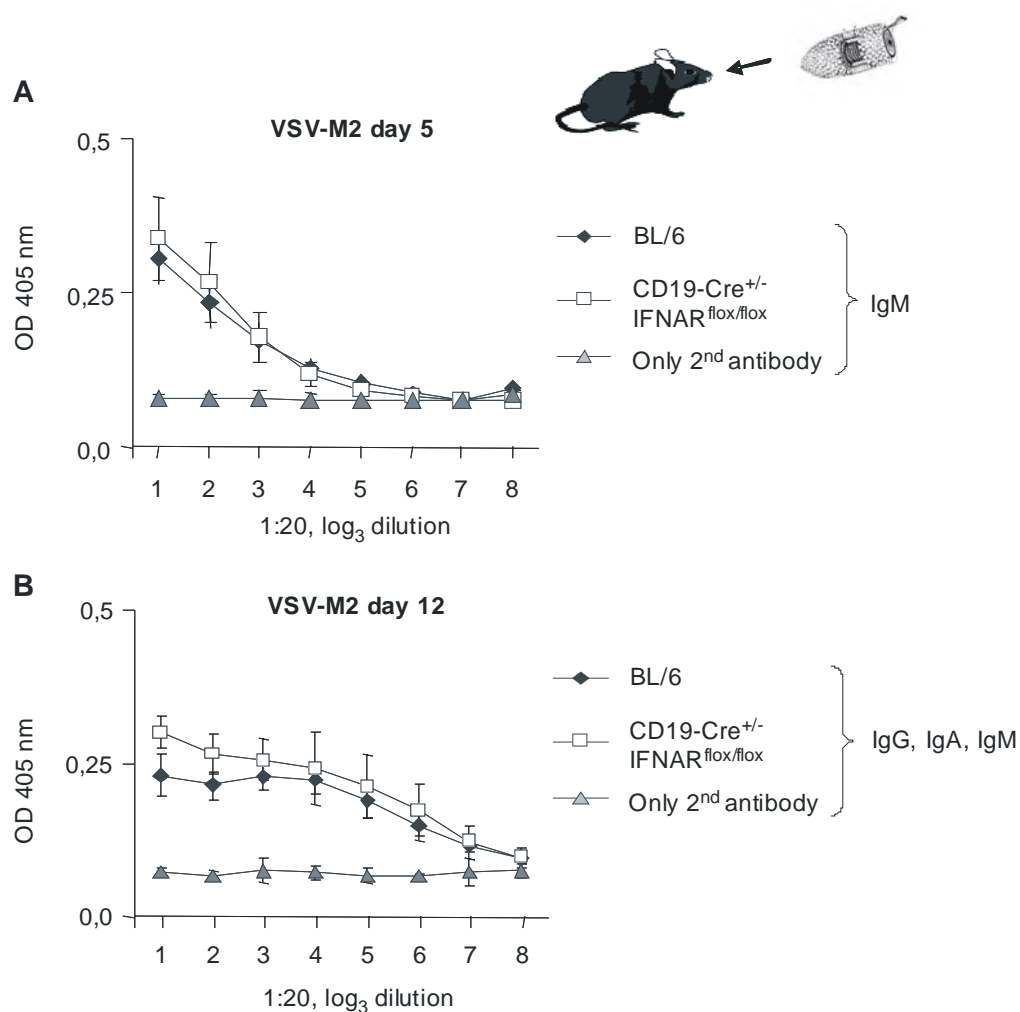 A
VSV-M2 day 5
0,5
0,25
0,0
OD 405 nm
1 2 3 4 5 6 7 8
1:20, log3 dilution
BL/6
CD19-Cre+/-
IFNARflox/flox
Only 2nd antibody
IgM
B
VSV-M2 day 12
0,5
0,25
0,0
OD 405 nm
1 2 3 4 5 6 7 8
1:20, log3 dilution
BL/6
CD19-Cre+/-
IFNARflox/flox
Only 2nd antibody
IgG, IgA, IgM